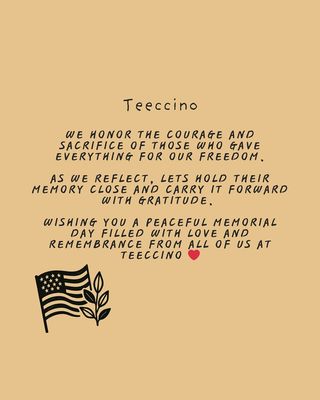 Teeccino
WE HONOR THE COURAGE AND
SACRIFICE OF THOSE WHO GAVE
EVERYTHING FOR OUR FREEDOM.
AS WE REFLECT, LETS HOLD THEIR
MEMORY CLOSE AND CARRY IT FORWARD
WITH GRATITUDE.
WISHING YOU A PEACEFUL MEMORIAL
DAY FILLED WITH LOVE AND
REMEMBRANCE FROM ALL OF US AT
TEECCINO ❤️